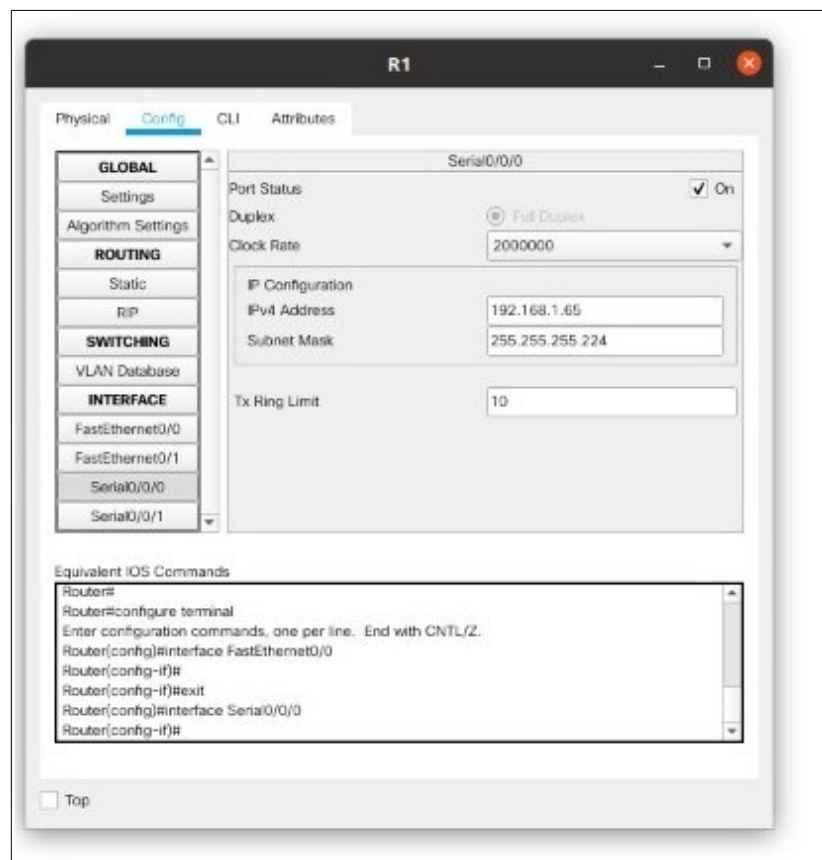 R1
Physical Config CLI Attributes
GLOBAL
Settings
Algorithm Settings
ROUTING
Static
RIP
SWITCHING
VLAN Database
INTERFACE
FastEthernet0/0
FastEthernet0/1
Serial0/0/0
Serial0/0/1
Serial0/0/0
Port Status On
Duplex Full Duplex
Clock Rate 2000000
IP Configuration
IPv4 Address 192.168.1.65
Subnet Mask 255.255.255.224
Tx Ring Limit 10
Equivalent IOS Commands
Router#
Router#configure terminal
Enter configuration commands, one per line. End with CNTL/Z.
Router(config)#interface FastEthernet0/0
Router(config-if)#
Router(config-if)#exit
Router(config)#interface Serial0/0/0
Router(config-if)#
Top